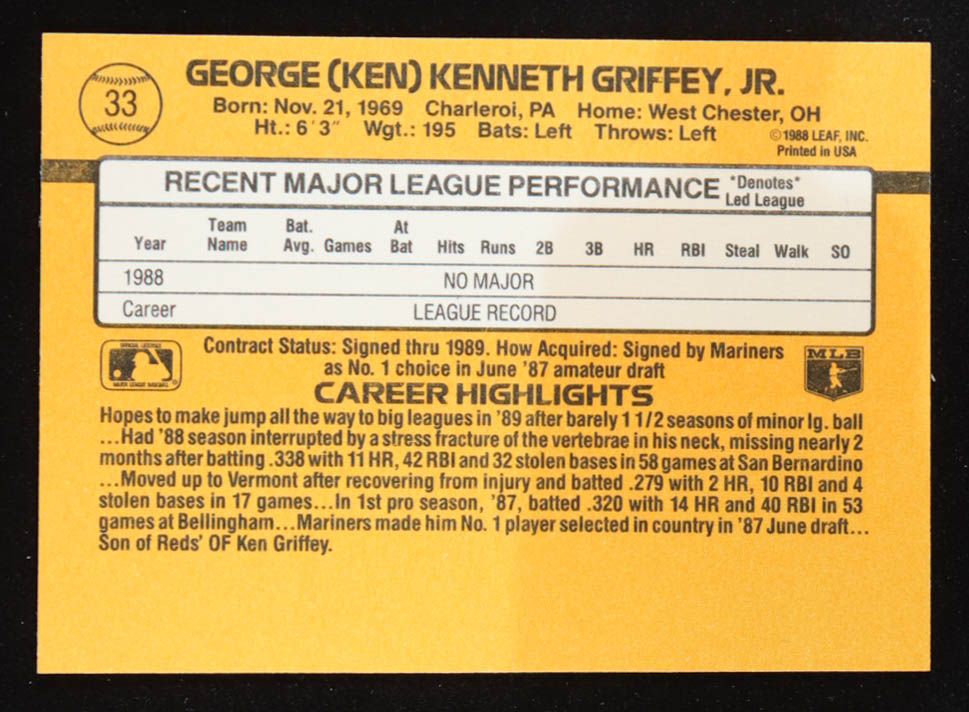 33
GEORGE (KEN) KENNETH GRIFFEY, JR.
Born: Nov. 21, 1969 Charleroi, PA Home: West Chester, OH
Ht.: 6'3" Wgt.: 195 Bats: Left Throws: Left
©1988 LEAF, INC.
Printed in USA
RECENT MAJOR LEAGUE PERFORMANCE *Denotes*
Led League
Year Team Name Bat. Avg. Games At Bat Hits Runs 2B 3B HR RBI Steal Walk SO
1988 NO MAJOR
Career LEAGUE RECORD
Contract Status: Signed thru 1989. How Acquired: Signed by Mariners
as No. 1 choice in June '87 amateur draft
MLB
CAREER HIGHLIGHTS
Hopes to make jump all the way to big leagues in '89 after barely 1 1/2 seasons of minor lg. ball
...Had '88 season interrupted by a stress fracture of the vertebrae in his neck, missing nearly 2
months after batting .338 with 11 HR, 42 RBI and 32 stolen bases in 58 games at San Bernardino
...Moved up to Vermont after recovering from injury and batted .279 with 2 HR, 10 RBI and 4
stolen bases in 17 games...In 1st pro season, '87, batted .320 with 14 HR and 40 RBI in 53
games at Bellingham...Mariners made him No. 1 player selected in country in '87 June draft...
Son of Reds' OF Ken Griffey.